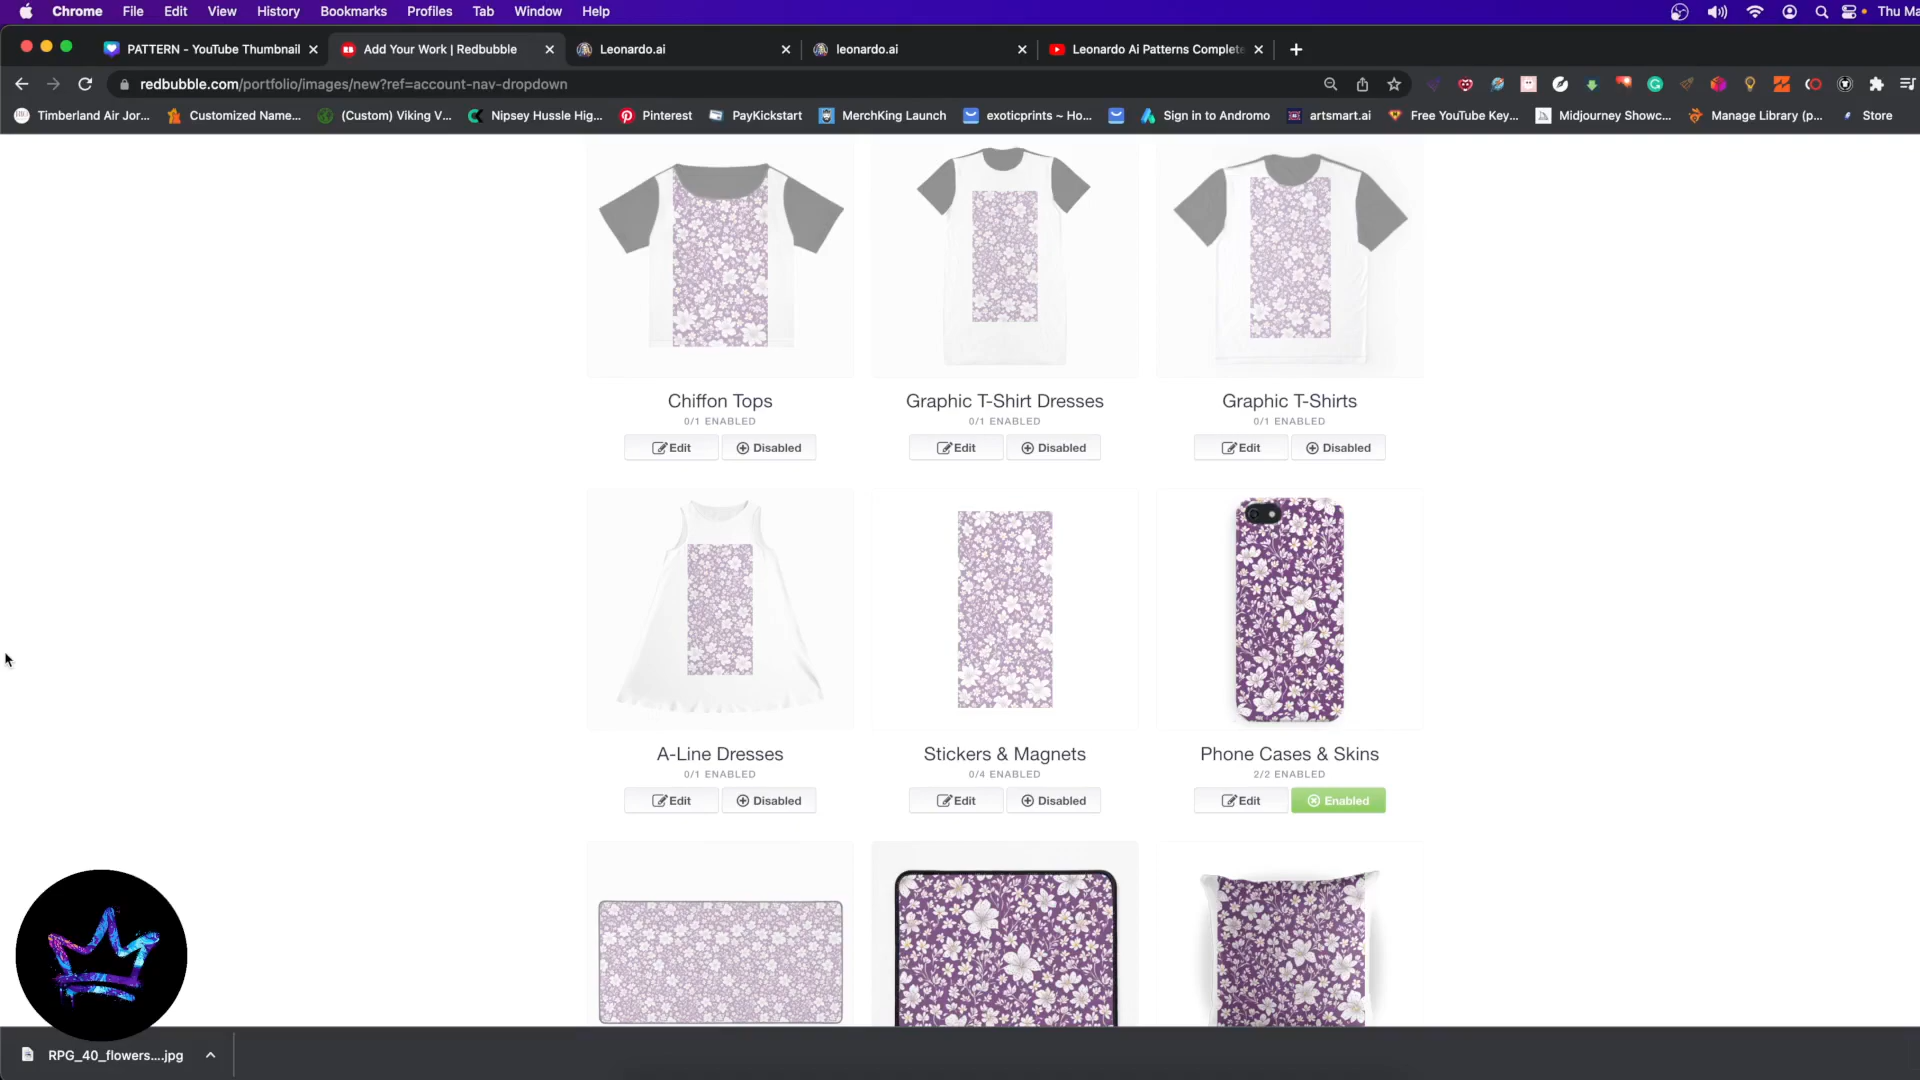 Chrome File Edit View History Bookmarks Profiles Tab Window Help Thu Ma
PATTERN - YouTube Thumbnail Add Your Work | Redbubble Leonardo.ai leonardo.ai Leonardo Ai Patterns Complete
redbubble.com/portfolio/images/new?ref=account-nav-dropdown
Timberland Air Jor... Customized Name... (Custom) Viking V... Nipsey Hussle Hig... Pinterest PayKickstart MerchKing Launch exoticprints ~ Ho... Sign in to Andromo artsmart.ai Free YouTube Key... Midjourney Showc... Manage Library (p... Store
Chiffon Tops Graphic T-Shirt Dresses Graphic T-Shirts
0/1 ENABLED 0/1 ENABLED 0/1 ENABLED
Edit Disabled Edit Disabled Edit Disabled
A-Line Dresses Stickers & Magnets Phone Cases & Skins
0/1 ENABLED 0/4 ENABLED 2/2 ENABLED
Edit Disabled Edit Disabled Edit Enabled
RPG_40_flowers....jpg